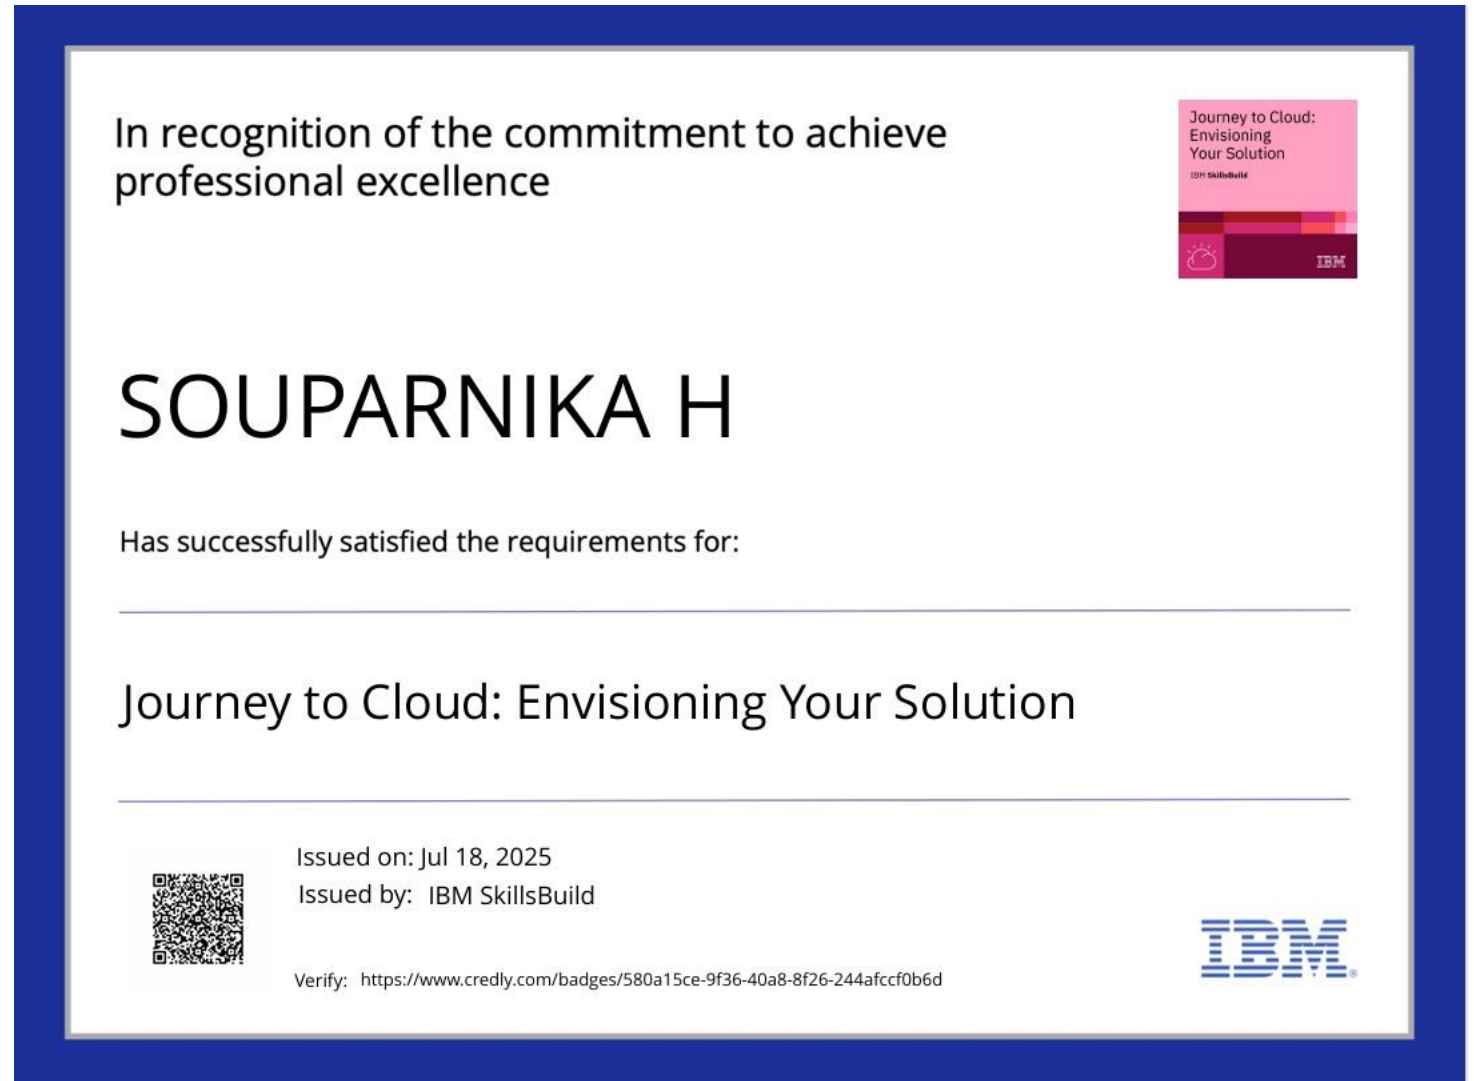 In recognition of the commitment to achieve
professional excellence
Journey to Cloud:
Envisioning
Your Solution
IBM SkillsBuild
IBM
SOUPARNIKA H
Has successfully satisfied the requirements for:
Journey to Cloud: Envisioning Your Solution
Issued on: Jul 18, 2025
Issued by: IBM SkillsBuild
Verify: https://www.credly.com/badges/580a15ce-9f36-40a8-8f26-244afccf0b6d
IBM®